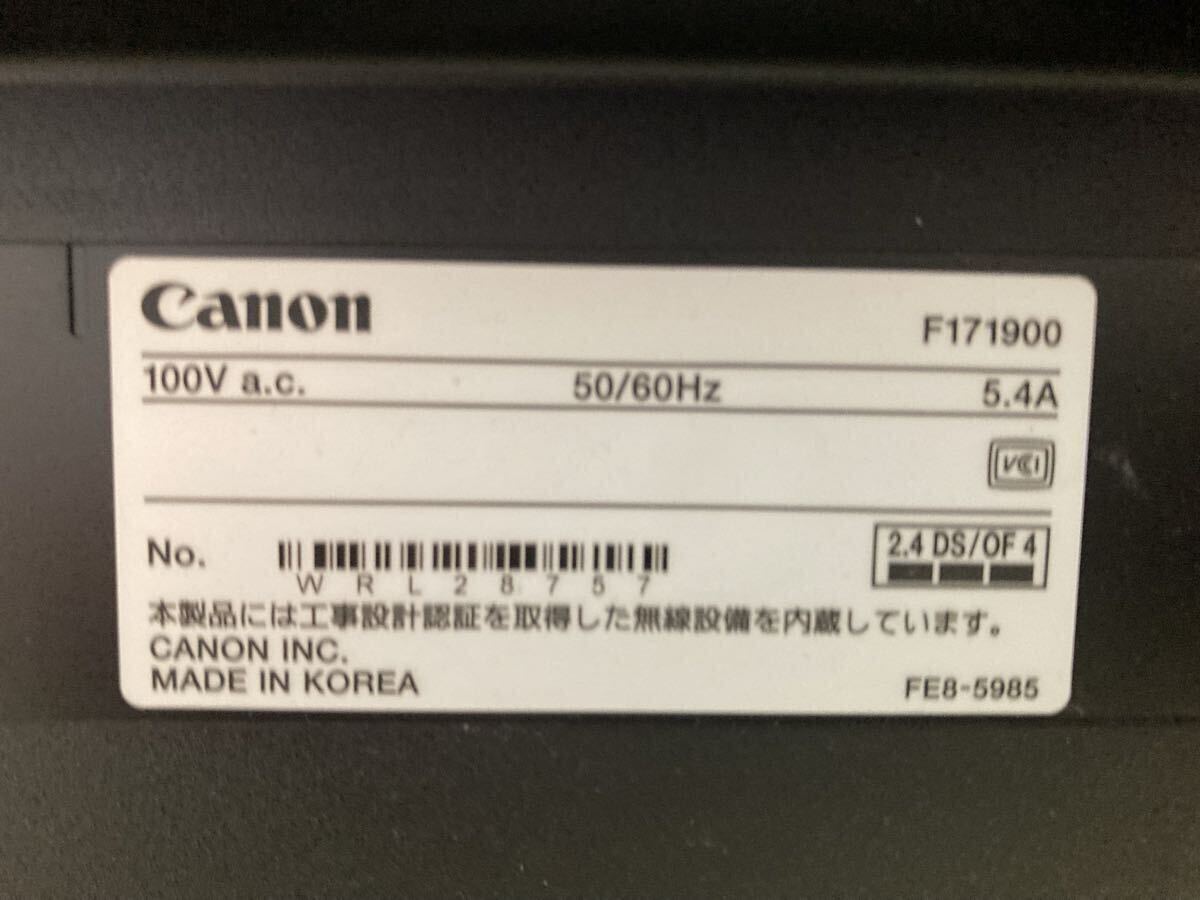 Canon F171900
100V a.c. 50/60Hz 5.4A
VCI
No. WRL28757
2.4 DS/OF 4
本製品には工事設計認証を取得した無線設備を内蔵しています。
CANON INC.
MADE IN KOREA FE8-5985